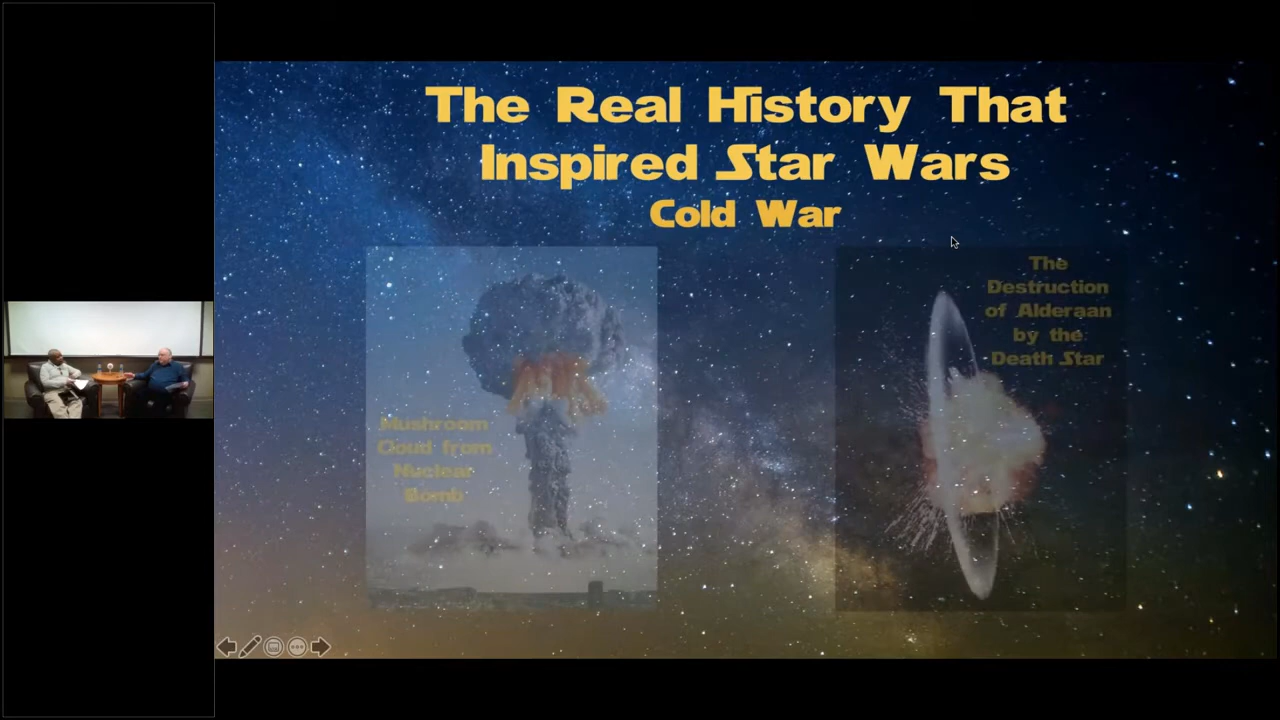 The Real History That
Inspired Star Wars
Cold War
Mushroom
Cloud from
Nuclear
Bomb
The
Destruction
of Alderaan
by the
Death Star